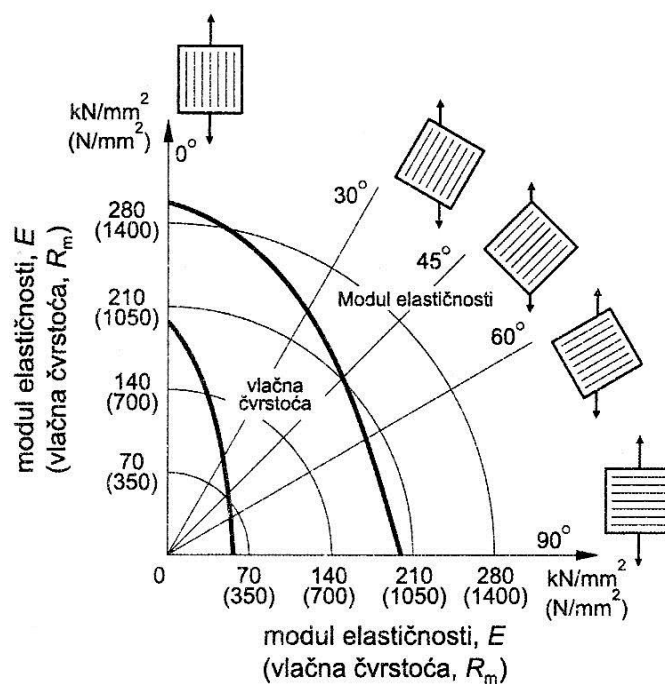 kN/mm²
(N/mm²)
0°
30°
45°
60°
90°
modul elastičnosti, E
(vlačna čvrstoća, Rm)
280
(1400)
210
(1050)
140
(700)
70
(350)
Modul elastičnosti
vlačna
čvrstoća
0
70
(350)
140
(700)
210
(1050)
280
(1400)
kN/mm²
(N/mm²)
modul elastičnosti, E
(vlačna čvrstoća, Rm)